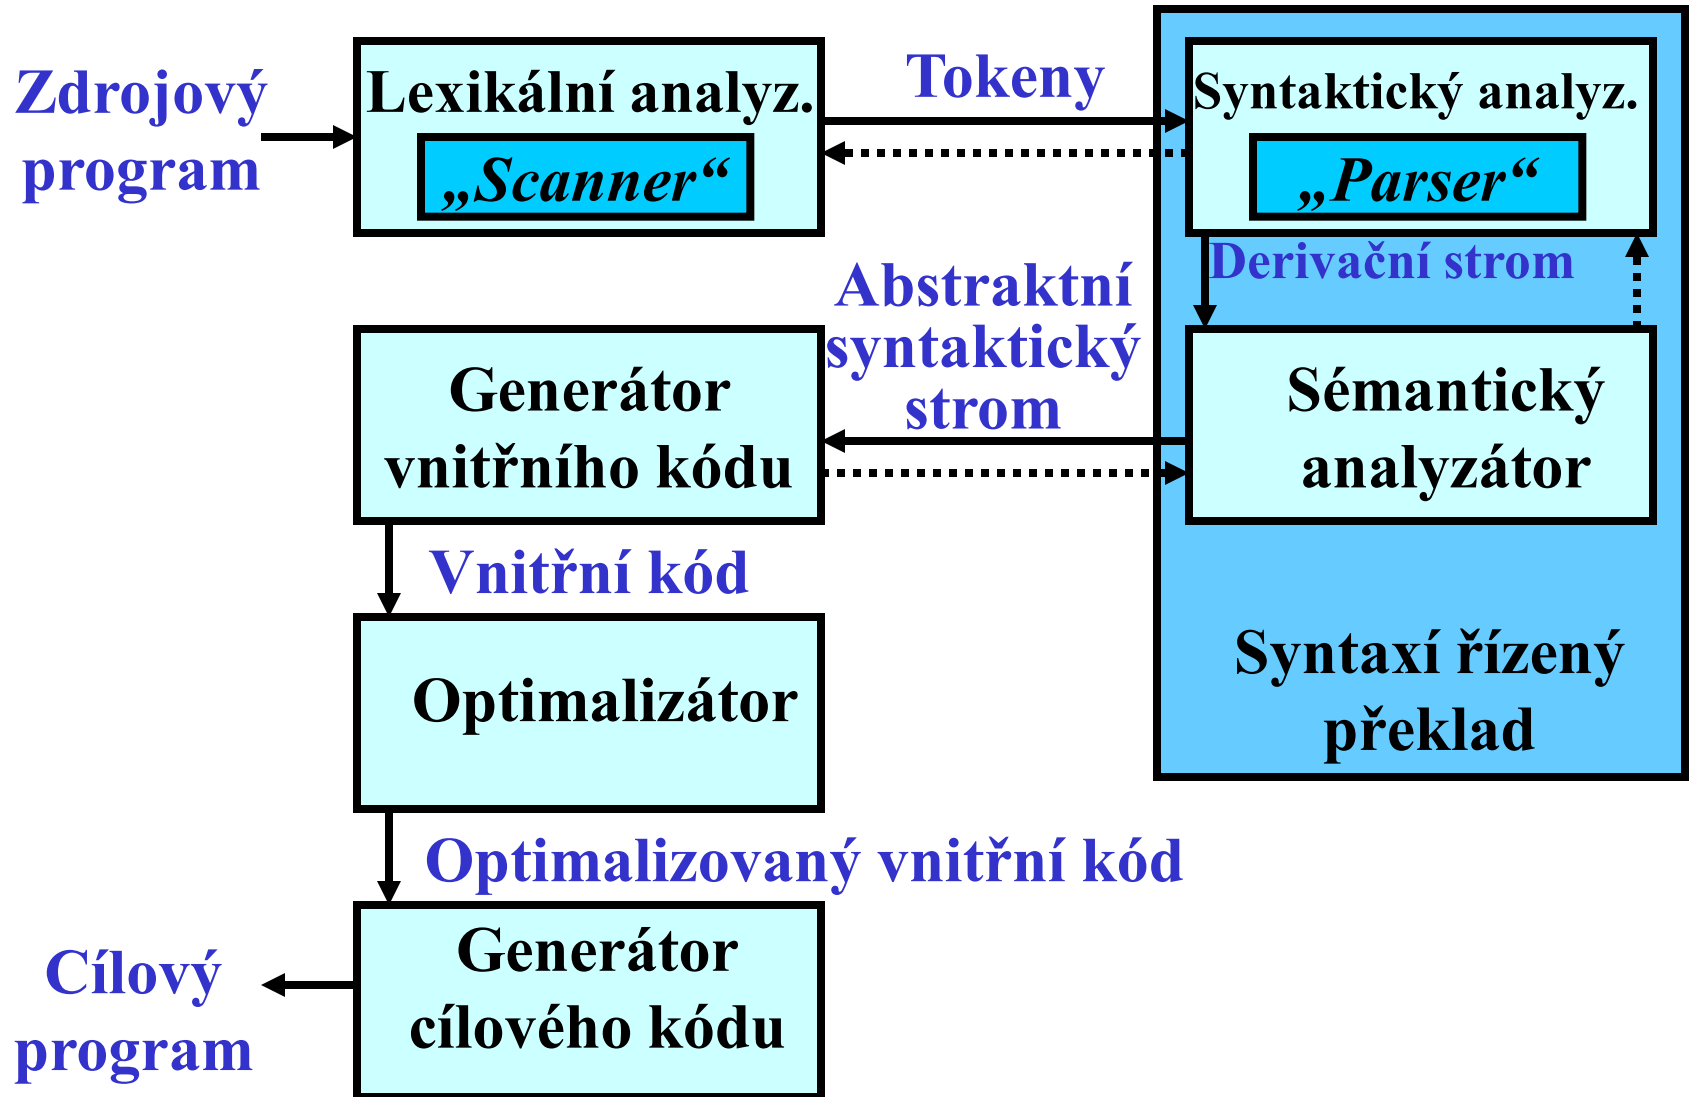 Zdrojový
program
Lexikální analyz.
„Scanner“
Tokeny
Syntaktický analyz.
„Parser“
Derivační strom
Abstraktní
syntaktický
strom
Generátor
vnitřního kódu
Sémantický
analyzátor
Vnitřní kód
Syntaxí řízený
překlad
Optimalizátor
Optimalizovaný vnitřní kód
Generátor
cílového kódu
Cílový
program